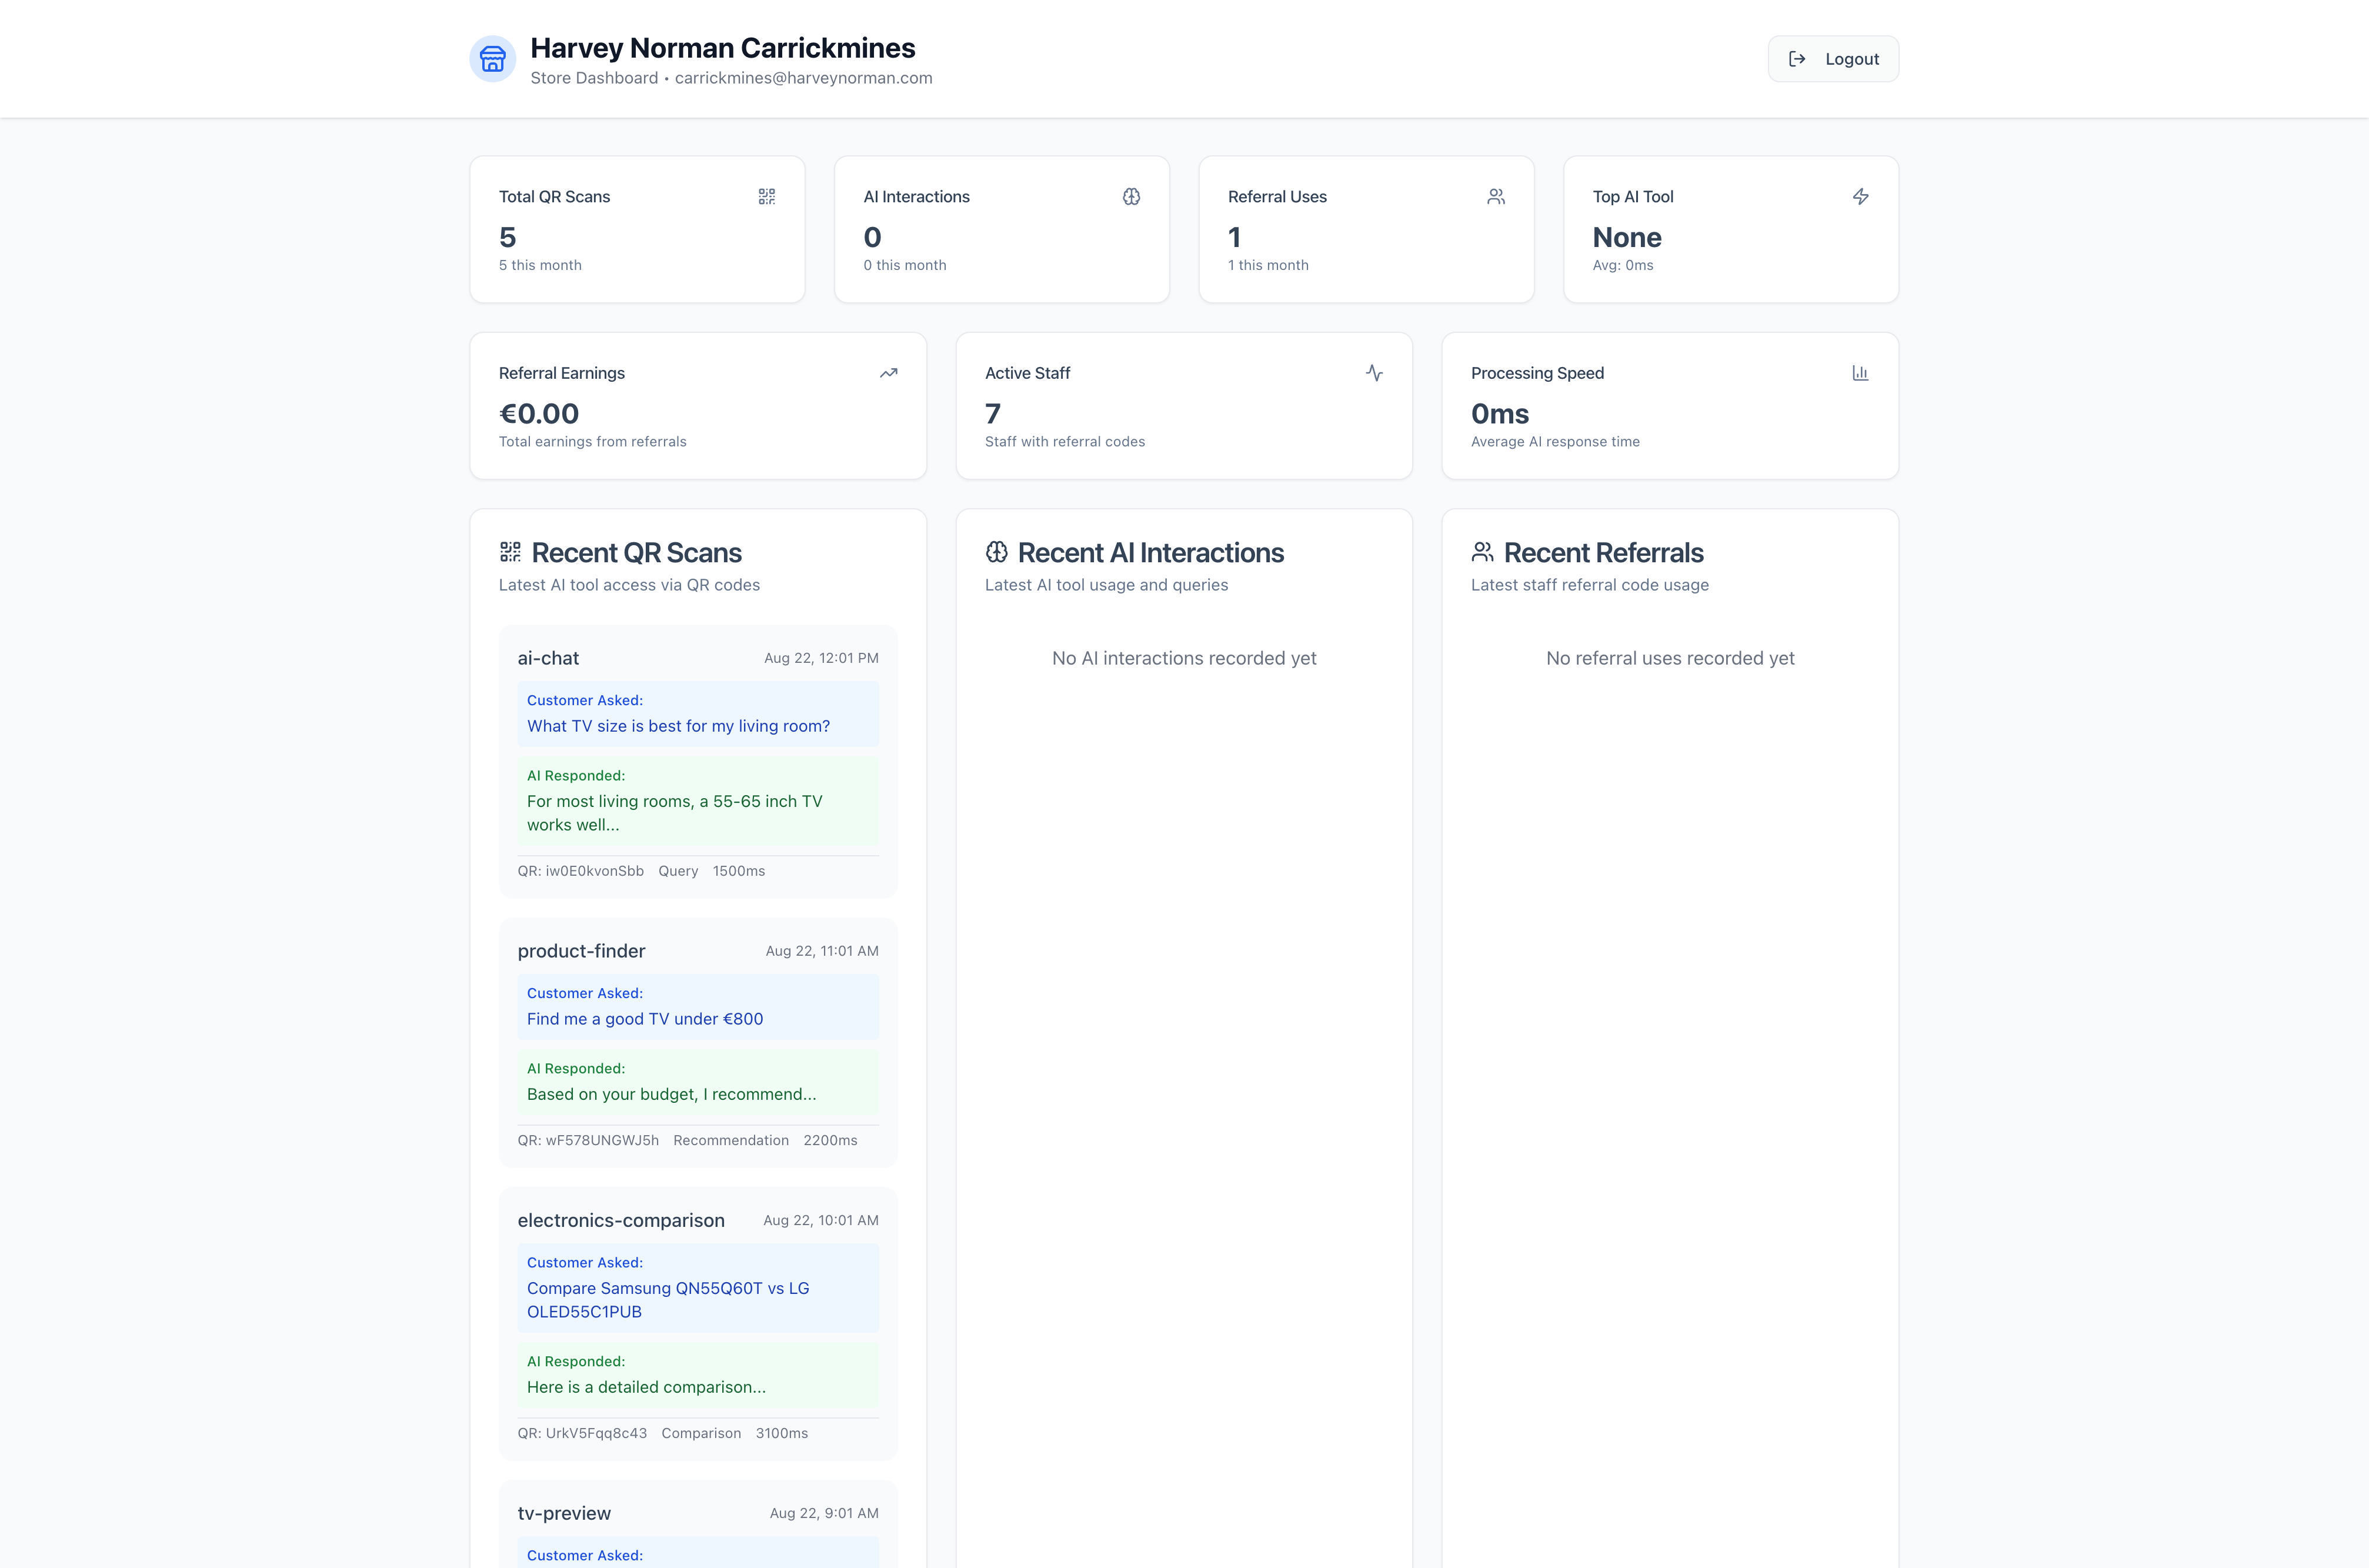 Harvey Norman Carrickmines
Store Dashboard • carrickmines@harveynorman.com
Logout
Total QR Scans
5
5 this month
AI Interactions
0
0 this month
Referral Uses
1
1 this month
Top AI Tool
None
Avg: 0ms
Referral Earnings
€0.00
Total earnings from referrals
Active Staff
7
Staff with referral codes
Processing Speed
0ms
Average AI response time
Recent QR Scans
Latest AI tool access via QR codes
ai-chat Aug 22, 12:01 PM
Customer Asked:
What TV size is best for my living room?
AI Responded:
For most living rooms, a 55-65 inch TV
works well...
QR: iw0E0kvonSbb Query 1500ms
product-finder Aug 22, 11:01 AM
Customer Asked:
Find me a good TV under €800
AI Responded:
Based on your budget, I recommend...
QR: wF578UNGWJ5h Recommendation 2200ms
electronics-comparison Aug 22, 10:01 AM
Customer Asked:
Compare Samsung QN55Q60T vs LG
OLED55C1PUB
AI Responded:
Here is a detailed comparison...
QR: UrkV5Fqq8c43 Comparison 3100ms
tv-preview Aug 22, 9:01 AM
Customer Asked:
Recent AI Interactions
Latest AI tool usage and queries
No AI interactions recorded yet
Recent Referrals
Latest staff referral code usage
No referral uses recorded yet